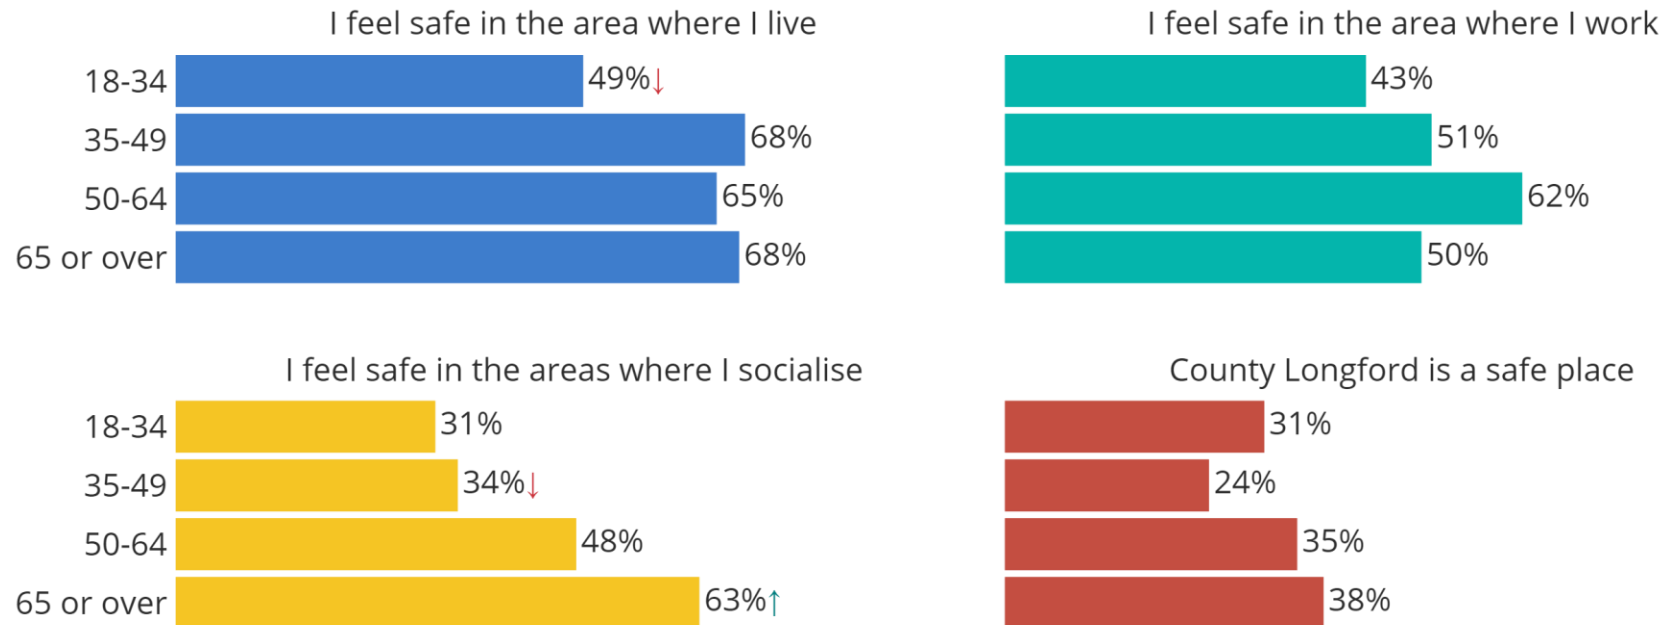 I feel safe in the area where I live
18-34 49%↓
35-49 68%
50-64 65%
65 or over 68%
I feel safe in the area where I work
43%
51%
62%
50%
I feel safe in the areas where I socialise
18-34 31%
35-49 34%↓
50-64 48%
65 or over 63%↑
County Longford is a safe place
31%
24%
35%
38%